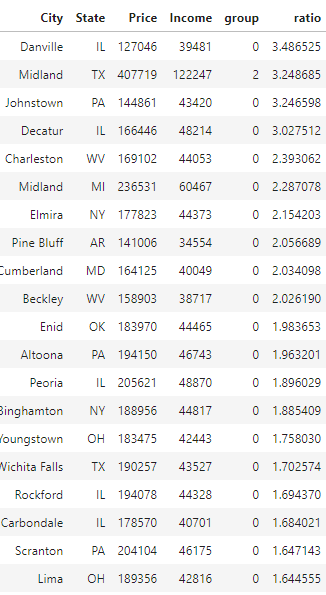 City State Price Income group ratio
Danville IL 127046 39481 0 3.486525
Midland TX 407719 122247 2 3.248685
Johnstown PA 144861 43420 0 3.246598
Decatur IL 166446 48214 0 3.027512
Charleston WV 169102 44053 0 2.393062
Midland MI 236531 60467 0 2.287078
Elmira NY 177823 44373 0 2.154203
Pine Bluff AR 141006 34554 0 2.056689
Cumberland MD 164125 40049 0 2.034098
Beckley WV 158903 38717 0 2.026190
Enid OK 183970 44465 0 1.983653
Altoona PA 194150 46743 0 1.963201
Peoria IL 205621 48870 0 1.896029
Binghamton NY 188956 44817 0 1.885409
Youngstown OH 183475 42443 0 1.758030
Wichita Falls TX 190257 43527 0 1.702574
Rockford IL 194078 44328 0 1.694370
Carbondale IL 178570 40701 0 1.684021
Scranton PA 204104 46175 0 1.647143
Lima OH 189356 42816 0 1.644555